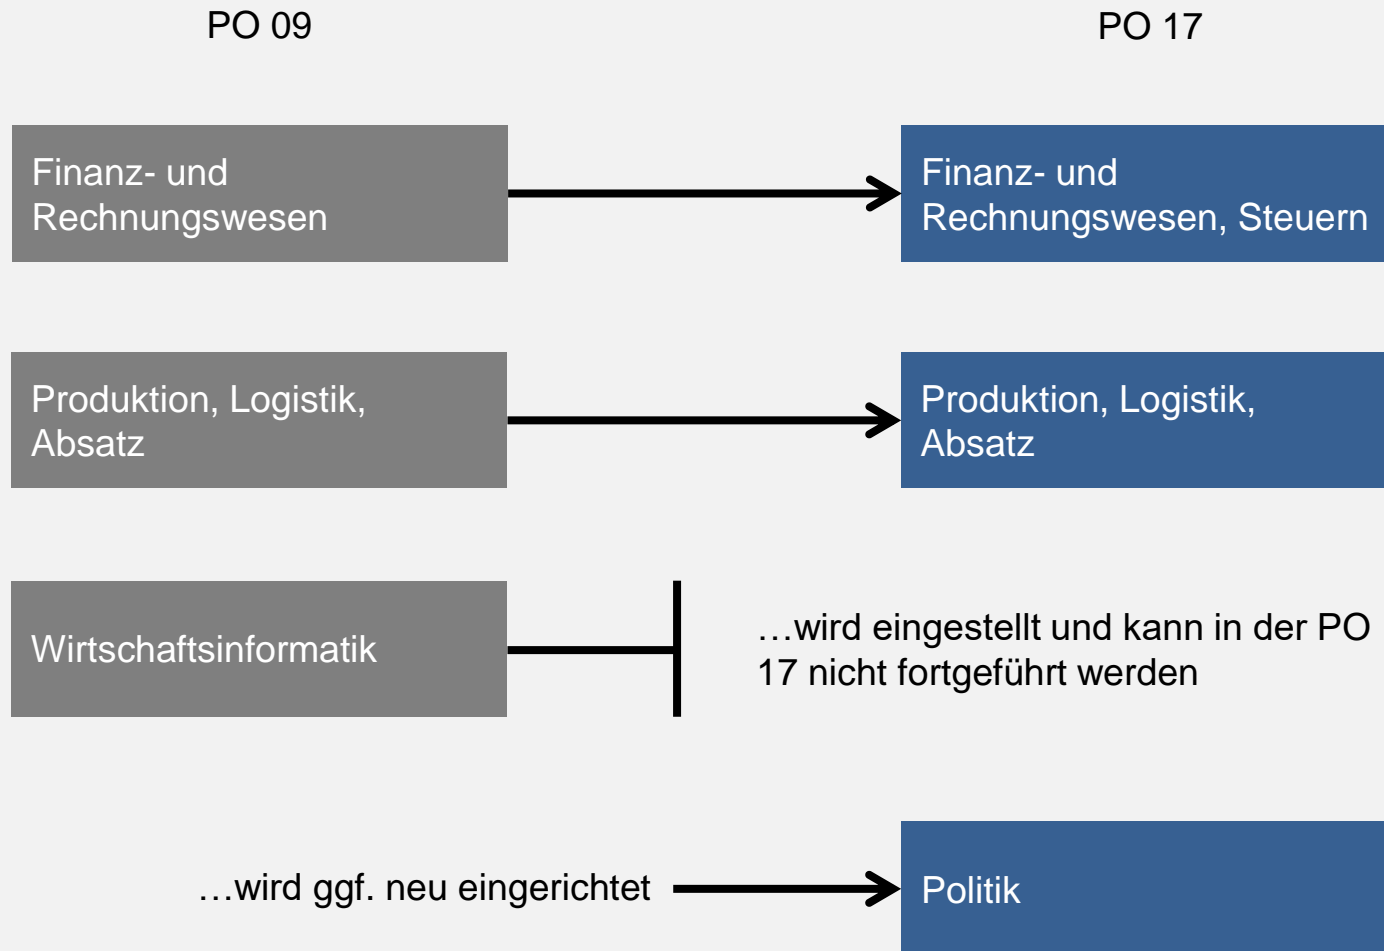 PO 09
PO 17
Finanz- und
Rechnungswesen
Finanz- und
Rechnungswesen, Steuern
Produktion, Logistik,
Absatz
Produktion, Logistik,
Absatz
Wirtschaftsinformatik
…wird eingestellt und kann in der PO
17 nicht fortgeführt werden
…wird ggf. neu eingerichtet
Politik